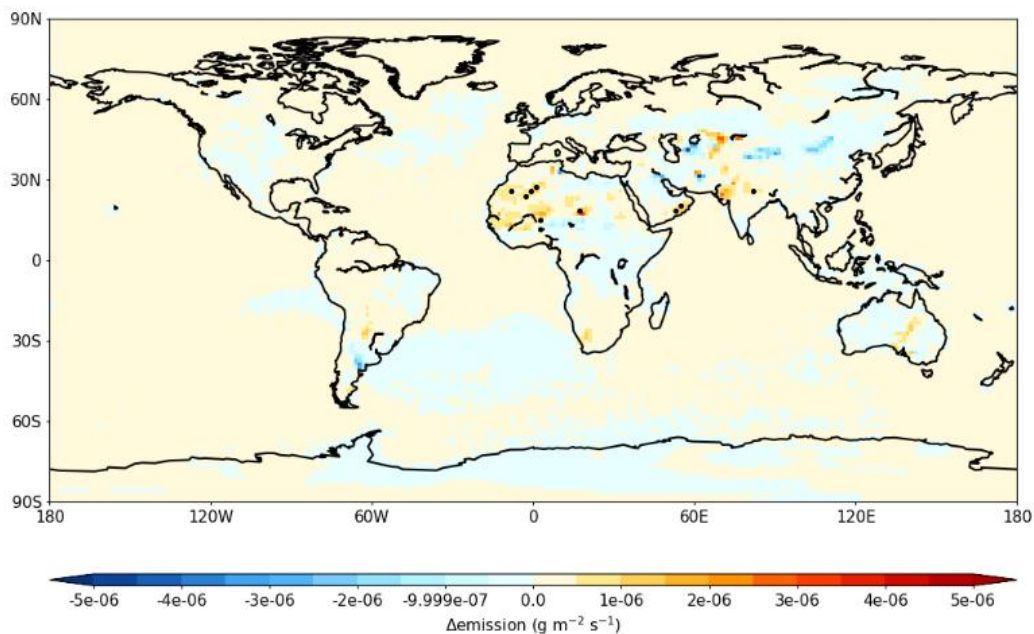 90N
60N
30N
0
30S
60S
90S
180 120W 60W 0 60E 120E 180
-5e-06 -4e-06 -3e-06 -2e-06 -9.999e-07 0.0 1e-06 2e-06 3e-06 4e-06 5e-06
Δemission (g m⁻² s⁻¹)